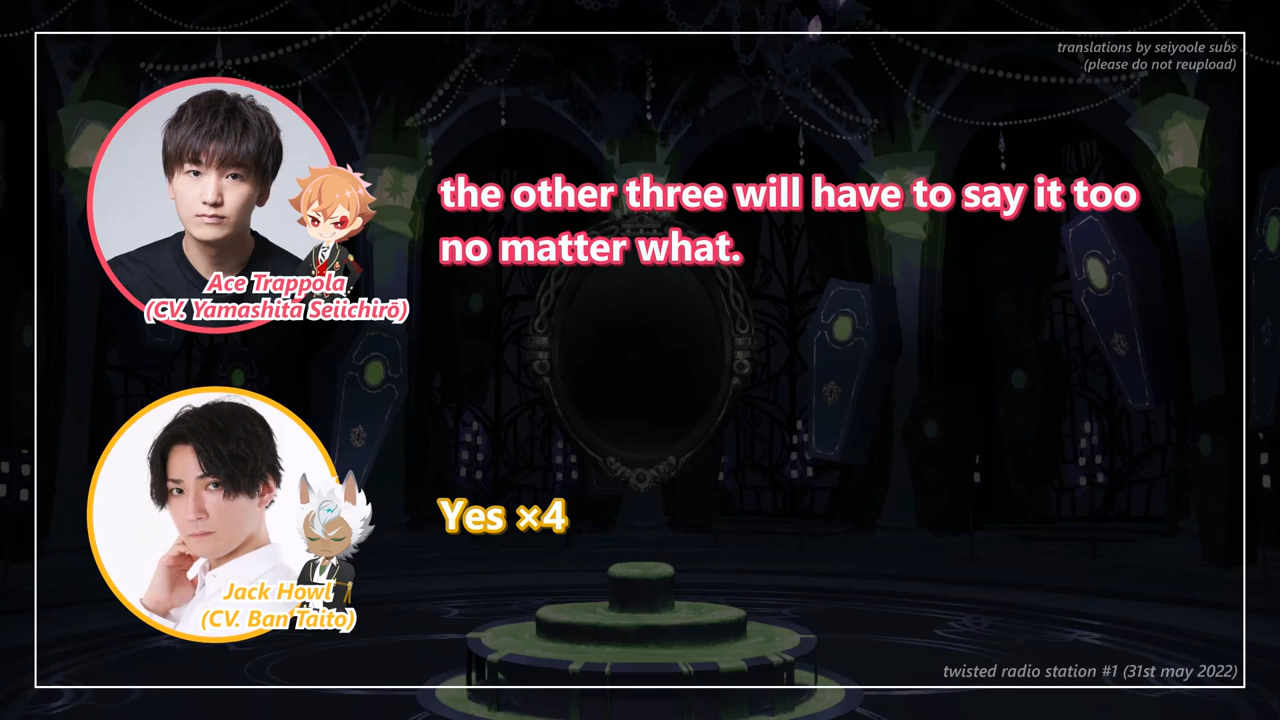 translations by seiyoole subs
(please do not reupload)
the other three will have to say it too
no matter what.
Ace Trappola
(CV. Yamashita Seiichirō)
Yes ×4
Jack Howl
(CV. Ban Taito)
twisted radio station #1 (31st may 2022)